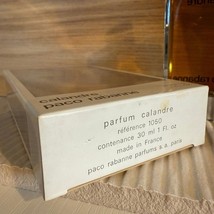 calandre
paco rabanne
parfum calandre
référence 1050
contenance 30 ml 1 fl. oz
made in France
paco rabanne parfums s.a. paris